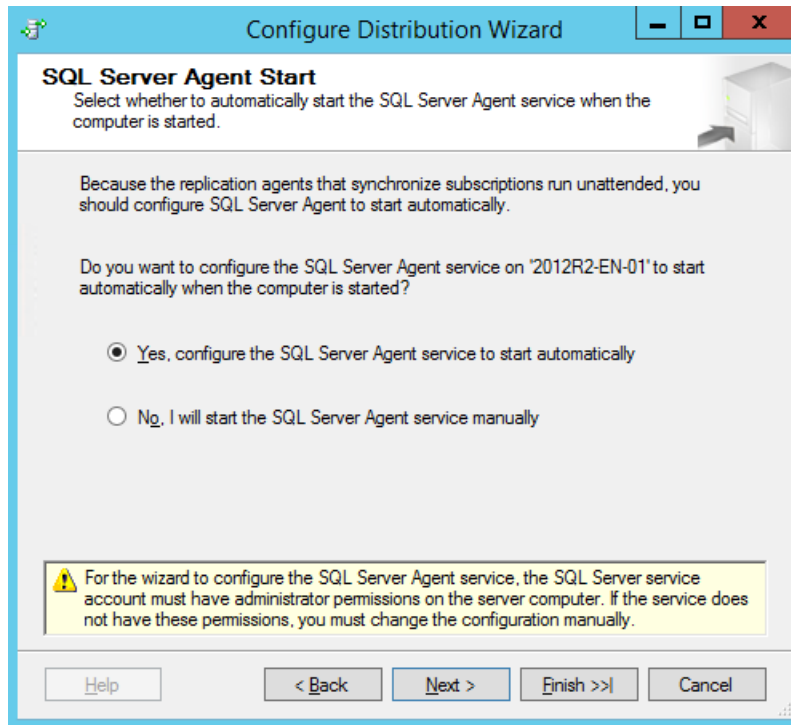 Configure Distribution Wizard
SQL Server Agent Start
Select whether to automatically start the SQL Server Agent service when the
computer is started.
Because the replication agents that synchronize subscriptions run unattended, you
should configure SQL Server Agent to start automatically.
Do you want to configure the SQL Server Agent service on '2012R2-EN-01' to start
automatically when the computer is started?
Yes, configure the SQL Server Agent service to start automatically
No, I will start the SQL Server Agent service manually
For the wizard to configure the SQL Server Agent service, the SQL Server service
account must have administrator permissions on the server computer. If the service does
not have these permissions, you must change the configuration manually.
Help
< Back
Next >
Finish >>|
Cancel